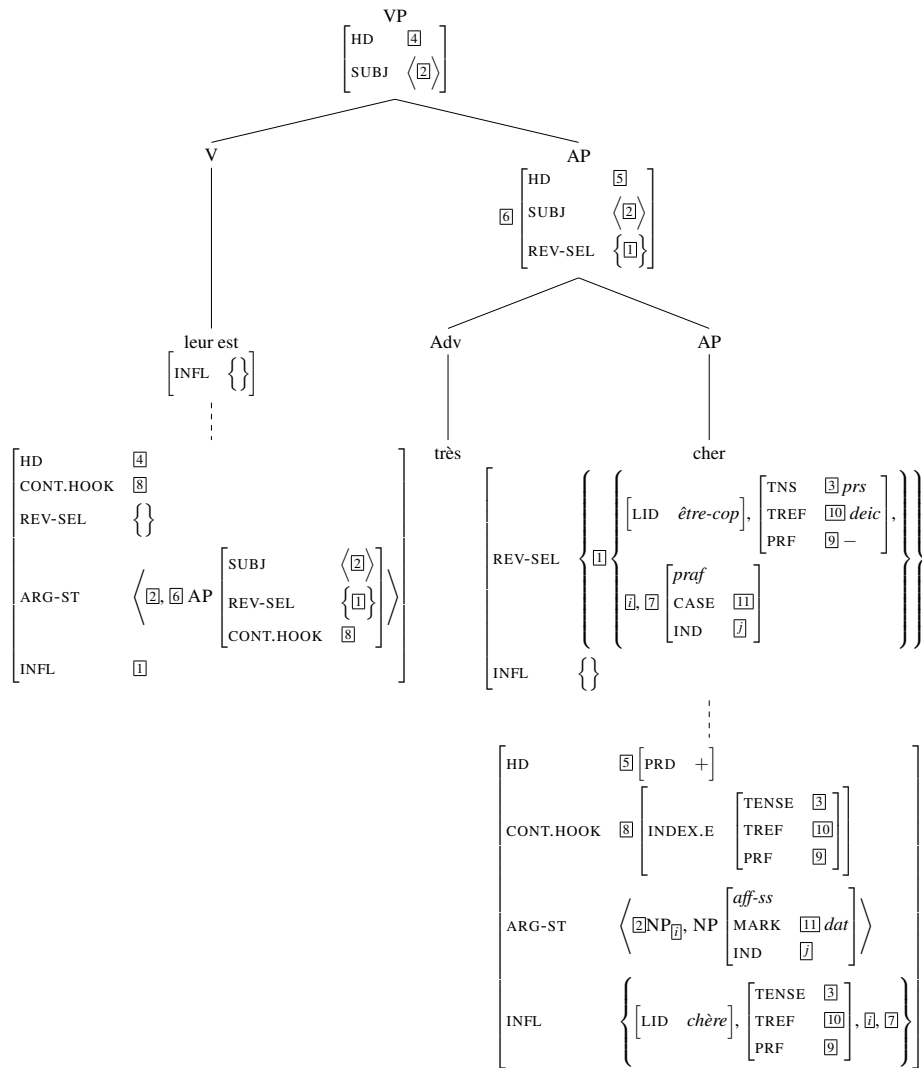 VP
HD 4
SUBJ ⟨2⟩
V AP
6 HD 5
SUBJ ⟨2⟩
REV-SEL {1}
leur est Adv AP
INFL {}
très cher
HD 4
CONT.HOOK 8
REV-SEL {}
ARG-ST ⟨2, 6 AP [SUBJ ⟨2⟩
REV-SEL {1}
CONT.HOOK 8]⟩
INFL 1
REV-SEL { 1 { [LID être-cop], [TNS 3 prs
TREF 10 deic
PRF 9 −],
i, 7 [praf
CASE 11
IND j] } }
INFL {}
HD 5 [PRD +]
CONT.HOOK 8 [INDEX.E [TENSE 3
TREF 10
PRF 9]]
ARG-ST ⟨2NPi, NP [aff-ss
MARK 11 dat
IND j]⟩
INFL { [LID chère], [TENSE 3
TREF 10
PRF 9], i, 7 }